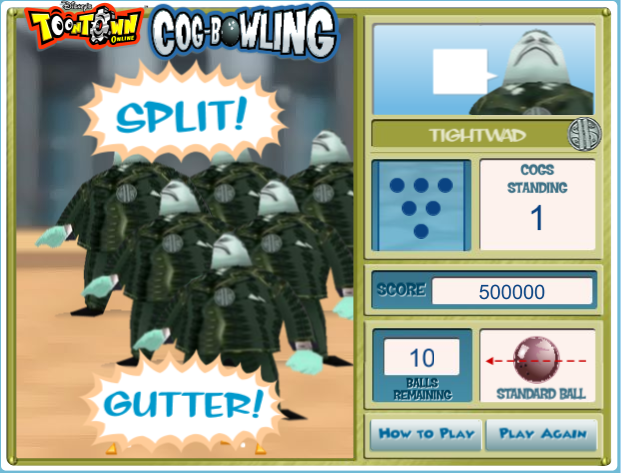 Disney's
TOONTOWN
ONLINE
COG-BOWLING
SPLIT!
GUTTER!
TIGHTWAD
COGS
STANDING
1
SCORE 500000
10
BALLS
REMAINING
STANDARD BALL
HOW TO PLAY
PLAY AGAIN